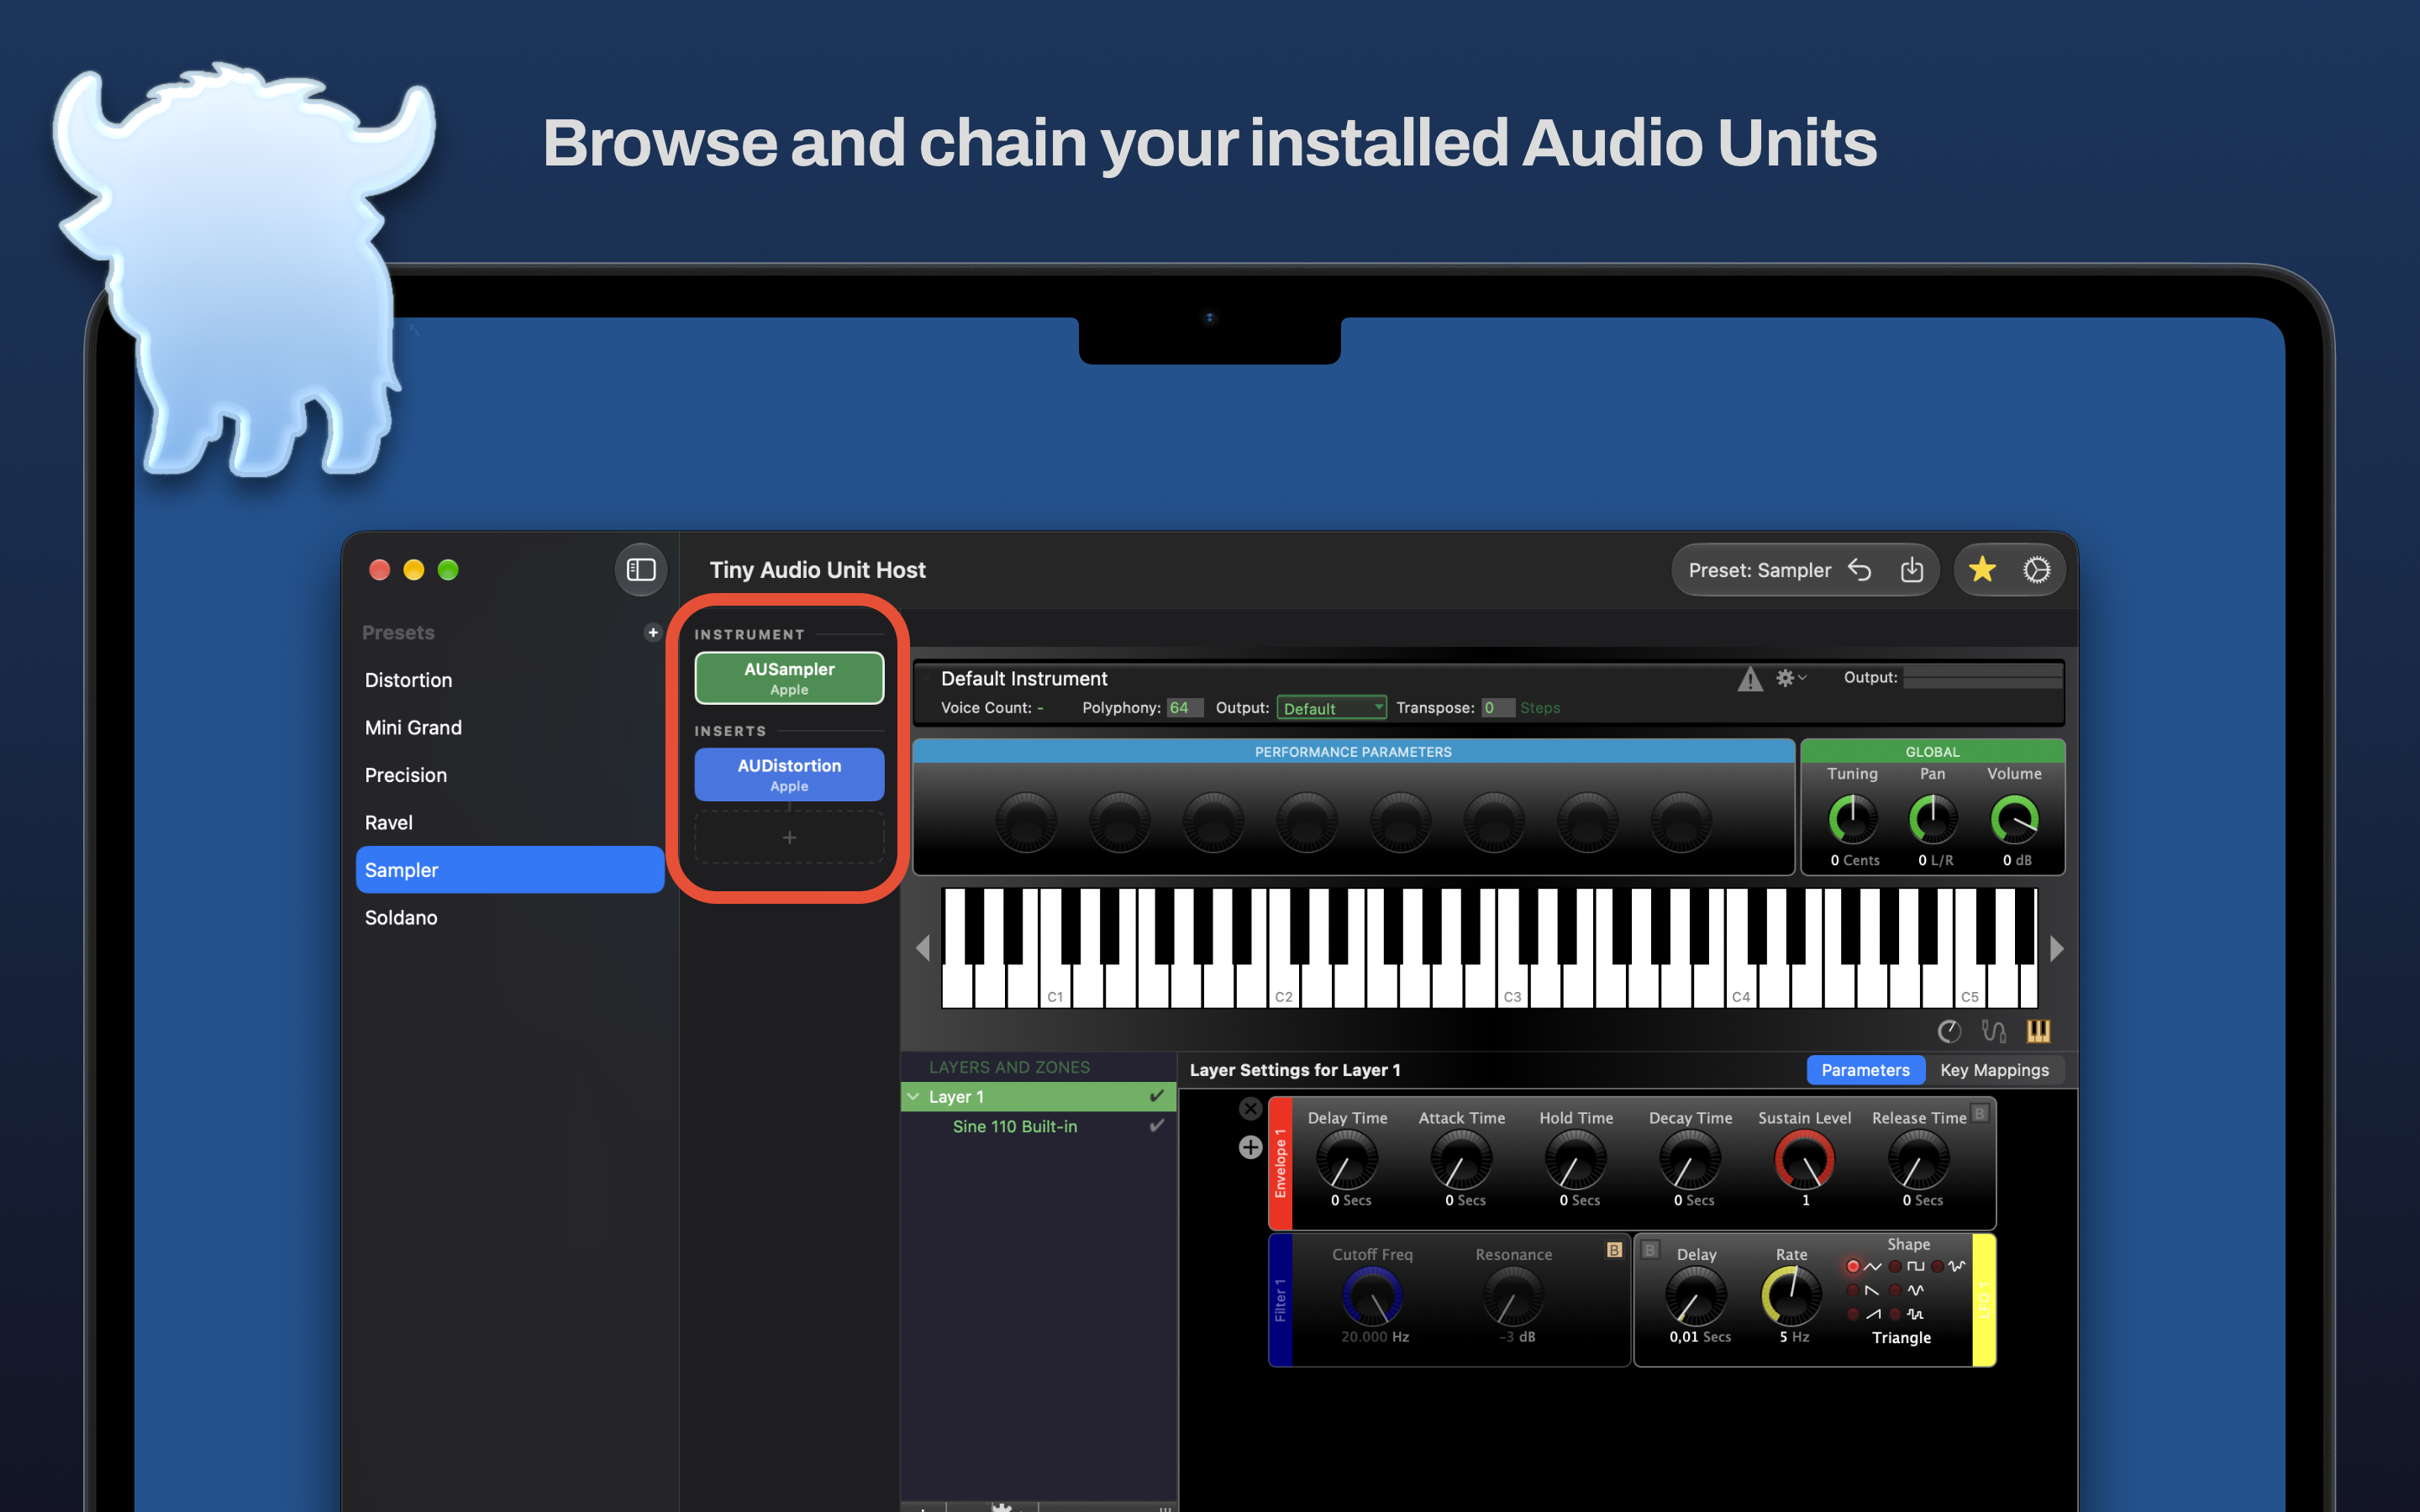 Browse and chain your installed Audio Units
Tiny Audio Unit Host
Preset: Sampler
Presets
Distortion
Mini Grand
Precision
Ravel
Sampler
Soldano
INSTRUMENT
AUSampler
Apple
INSERTS
AUDistortion
Apple
+
Default Instrument
Output:
Voice Count: -
Polyphony: 64
Output: Default
Transpose: 0 Steps
PERFORMANCE PARAMETERS
GLOBAL
Tuning Pan Volume
0 Cents 0 L/R 0 dB
C1 C2 C3 C4 C5
LAYERS AND ZONES
Layer 1
Sine 110 Built-in
Layer Settings for Layer 1
Parameters Key Mappings
Envelope 1
Delay Time Attack Time Hold Time Decay Time Sustain Level Release Time B
0 Secs 0 Secs 0 Secs 0 Secs 1 0 Secs
Filter 1
Cutoff Freq Resonance B
20.000 Hz -3 dB
B Delay Rate Shape
0,01 Secs 5 Hz Triangle
LFO 1